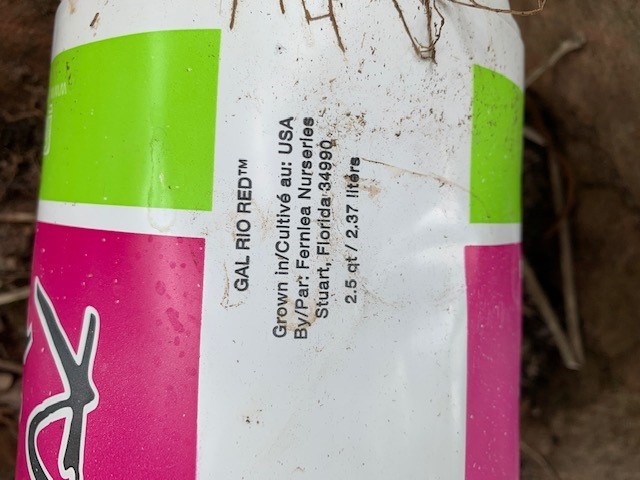 GAL RIO RED™
Grown in/Cultivé au: USA
By/Par: Fernlea Nurseries
Stuart, Florida 34990
2.5 qt / 2.37 liters